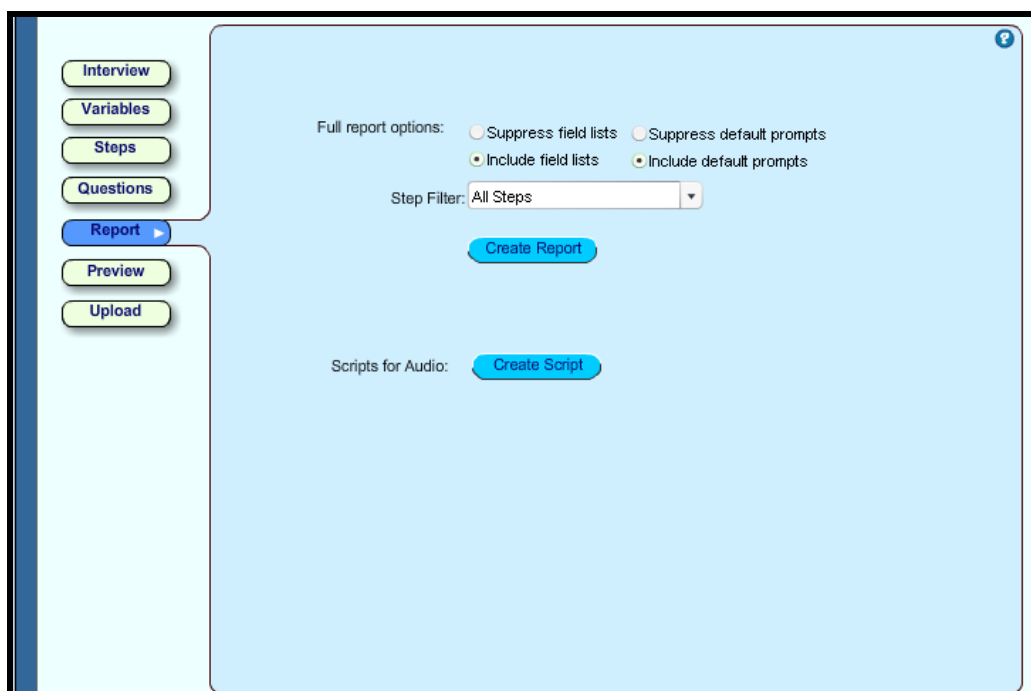 Interview
Variables
Steps
Questions
Report
Preview
Upload
?
Full report options:
Suppress field lists
Suppress default prompts
Include field lists
Include default prompts
Step Filter:
All Steps
Create Report
Scripts for Audio:
Create Script